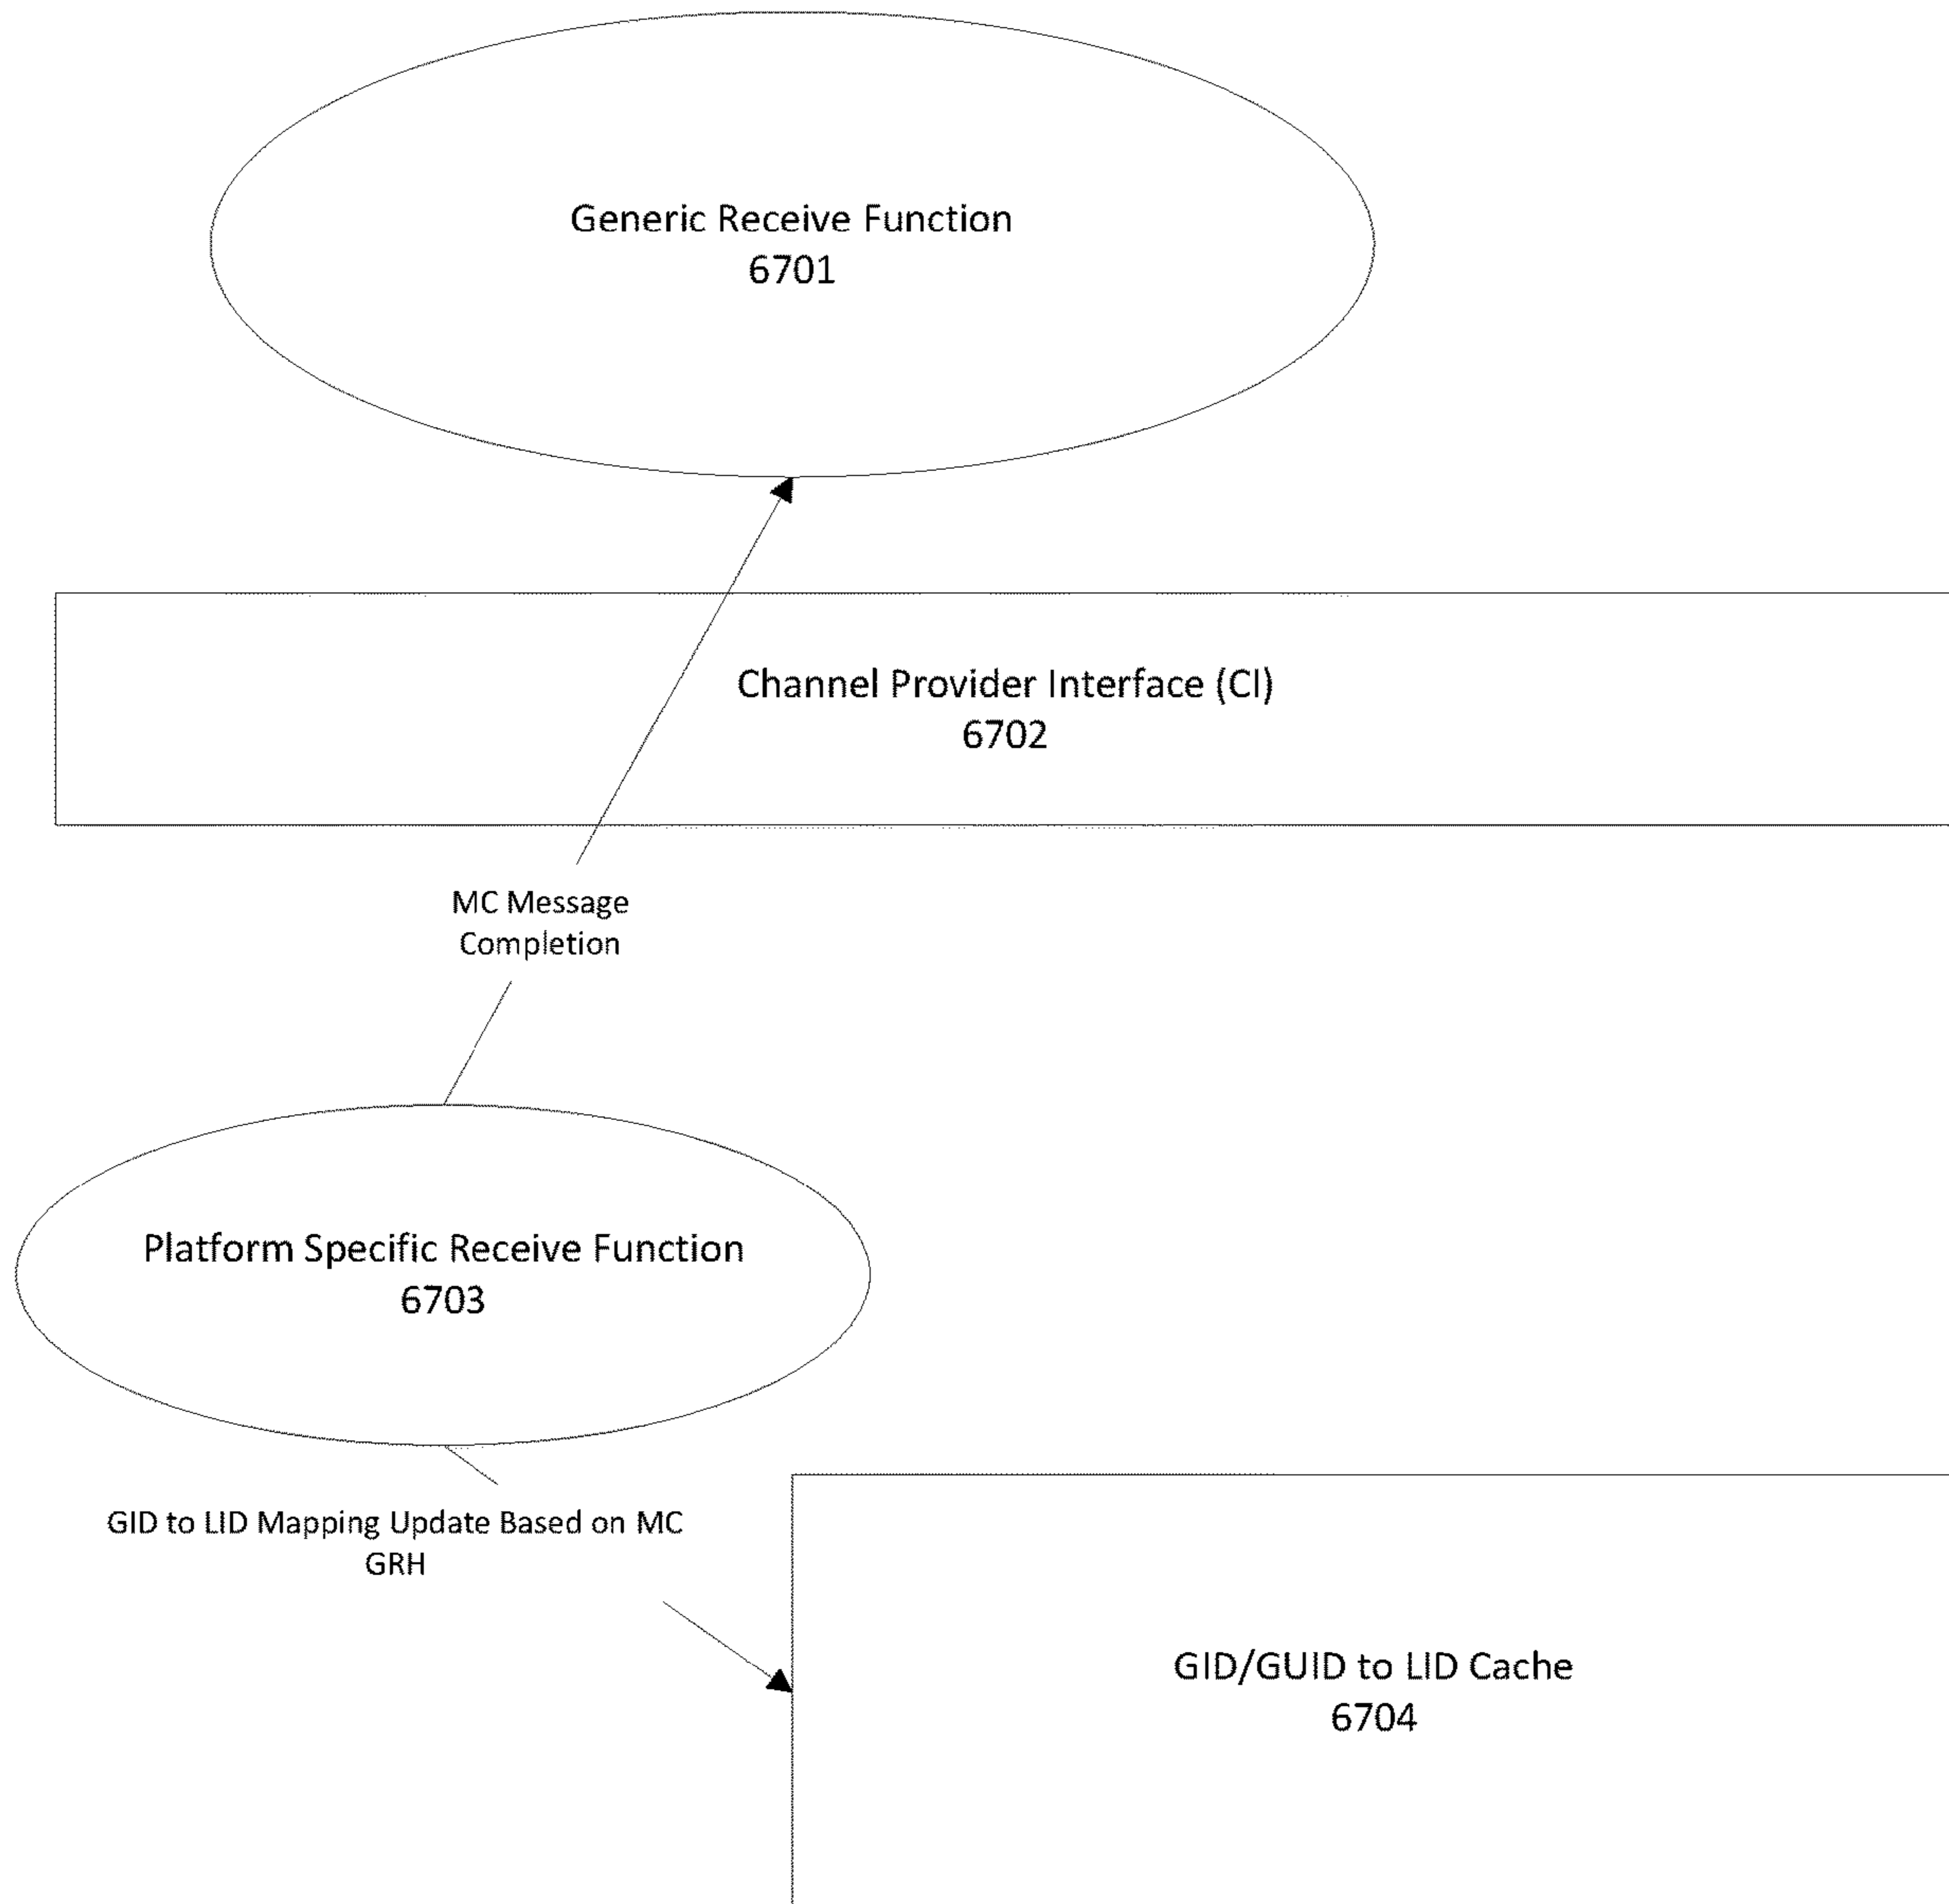 Generic Receive Function
6701
Channel Provider Interface (CI)
6702
MC Message
Completion
Platform Specific Receive Function
6703
GID to LID Mapping Update Based on MC
GRH
GID/GUID to LID Cache
6704